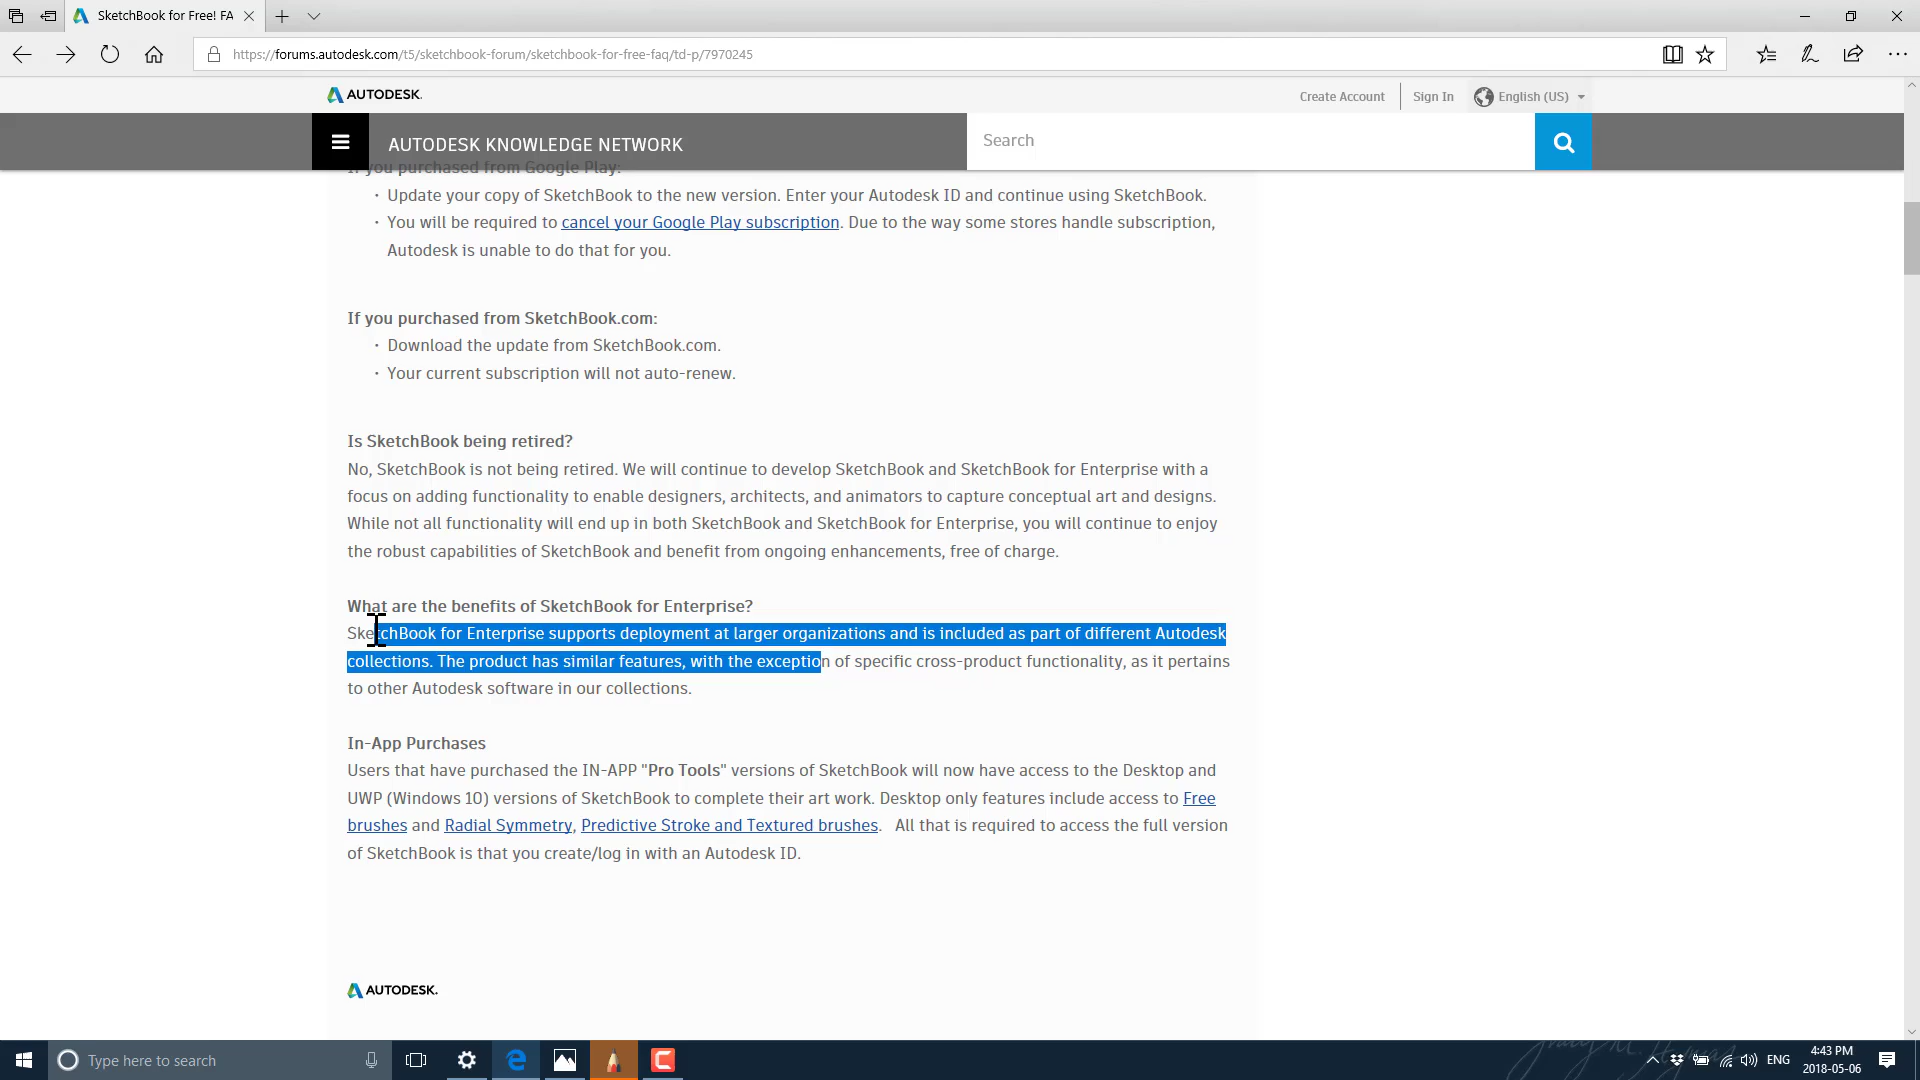 SketchBook for Free! FA
https://forums.autodesk.com/t5/sketchbook-forum/sketchbook-for-free-faq/td-p/7970245
AUTODESK.
Create Account
Sign In
English (US)
AUTODESK KNOWLEDGE NETWORK
Search
If you purchased from Google Play:
· Update your copy of SketchBook to the new version. Enter your Autodesk ID and continue using SketchBook.
· You will be required to cancel your Google Play subscription. Due to the way some stores handle subscription,
Autodesk is unable to do that for you.
If you purchased from SketchBook.com:
· Download the update from SketchBook.com.
· Your current subscription will not auto-renew.
Is SketchBook being retired?
No, SketchBook is not being retired. We will continue to develop SketchBook and SketchBook for Enterprise with a
focus on adding functionality to enable designers, architects, and animators to capture conceptual art and designs.
While not all functionality will end up in both SketchBook and SketchBook for Enterprise, you will continue to enjoy
the robust capabilities of SketchBook and benefit from ongoing enhancements, free of charge.
What are the benefits of SketchBook for Enterprise?
SketchBook for Enterprise supports deployment at larger organizations and is included as part of different Autodesk
collections. The product has similar features, with the exception of specific cross-product functionality, as it pertains
to other Autodesk software in our collections.
In-App Purchases
Users that have purchased the IN-APP "Pro Tools" versions of SketchBook will now have access to the Desktop and
UWP (Windows 10) versions of SketchBook to complete their art work. Desktop only features include access to Free
brushes and Radial Symmetry, Predictive Stroke and Textured brushes. All that is required to access the full version
of SketchBook is that you create/log in with an Autodesk ID.
AUTODESK.
Type here to search
ENG
4:43 PM
2018-05-06